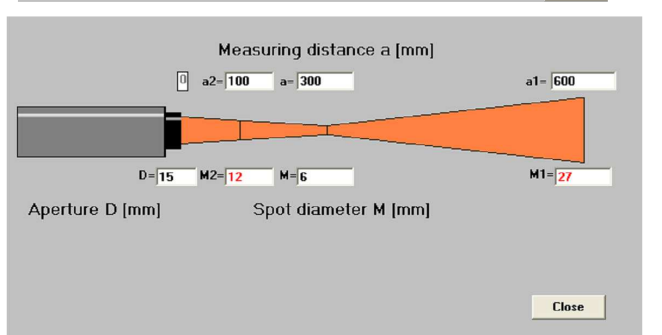 Measuring distance a [mm]
0 a2= 100 a= 300 a1= 600
D= 15 M2= 12 M= 6 M1= 27
Aperture D [mm] Spot diameter M [mm]
Close